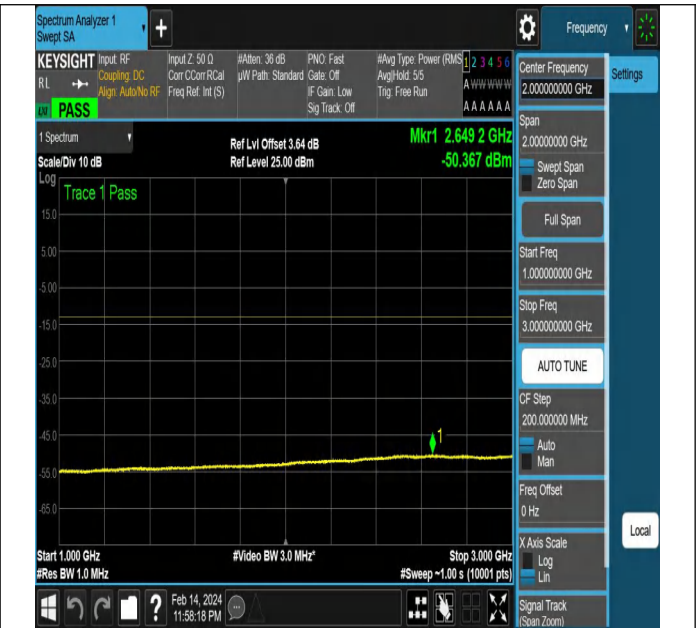 Spectrum Analyzer 1
Swept SA
+
Frequency
KEYSIGHT
RL
PASS
Input: RF
Coupling: DC
Align: Auto/No RF
Input Z: 50 Ω
Corr CCorr RCal
Freq Ref: Int (S)
#Atten: 36 dB
µW Path: Standard
PNO: Fast
Gate: Off
IF Gain: Low
Sig Track: Off
#Avg Type: Power (RMS
Avg|Hold: 5/5
Trig: Free Run
1 2 3 4 5 6
A W W W W W
A A A A A A
1 Spectrum
Scale/Div 10 dB
Ref Lvl Offset 3.64 dB
Ref Level 25.00 dBm
Mkr1 2.649 2 GHz
-50.367 dBm
Log
Trace 1 Pass
15.0
5.00
-5.00
-15.0
-25.0
-35.0
-45.0
-55.0
-65.0
1
Start 1.000 GHz
#Res BW 1.0 MHz
#Video BW 3.0 MHz*
Stop 3.000 GHz
#Sweep ~1.00 s (10001 pts)
?
Feb 14, 2024
11:58:18 PM
Center Frequency
2.000000000 GHz
Settings
Span
2.00000000 GHz
Swept Span
Zero Span
Full Span
Start Freq
1.000000000 GHz
Stop Freq
3.000000000 GHz
AUTO TUNE
CF Step
200.000000 MHz
Auto
Man
Freq Offset
0 Hz
Local
X Axis Scale
Log
Lin
Signal Track
(Span Zoom)